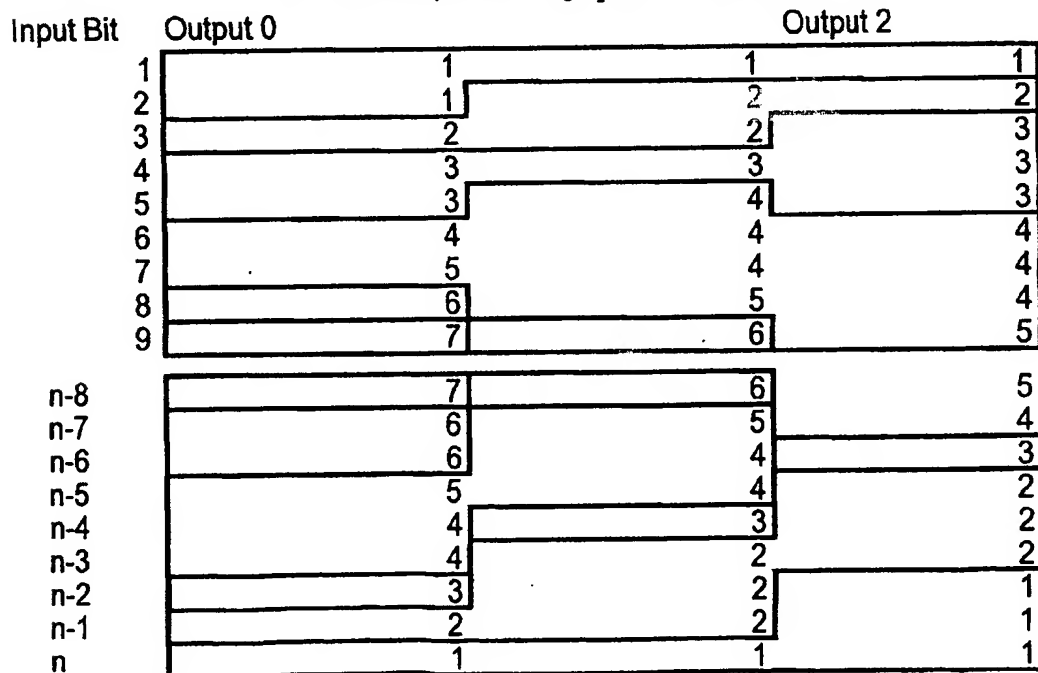 Input Bit Output 0 Output 2
1 1 1 1
2 1 2 2
3 2 2 3
4 3 3 3
5 3 4 3
6 4 4 4
7 5 4 4
8 6 5 4
9 7 6 5
n-8 7 6 5
n-7 6 5 4
n-6 6 4 3
n-5 5 4 2
n-4 4 3 2
n-3 4 2 2
n-2 3 2 1
n-1 2 2 1
n 1 1 1